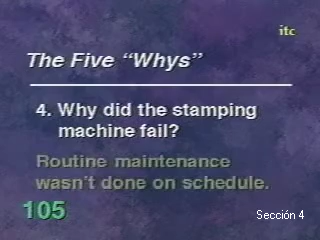 itc
The Five “Whys”
4. Why did the stamping
machine fail?
Routine maintenance
wasn't done on schedule.
105
Sección 4